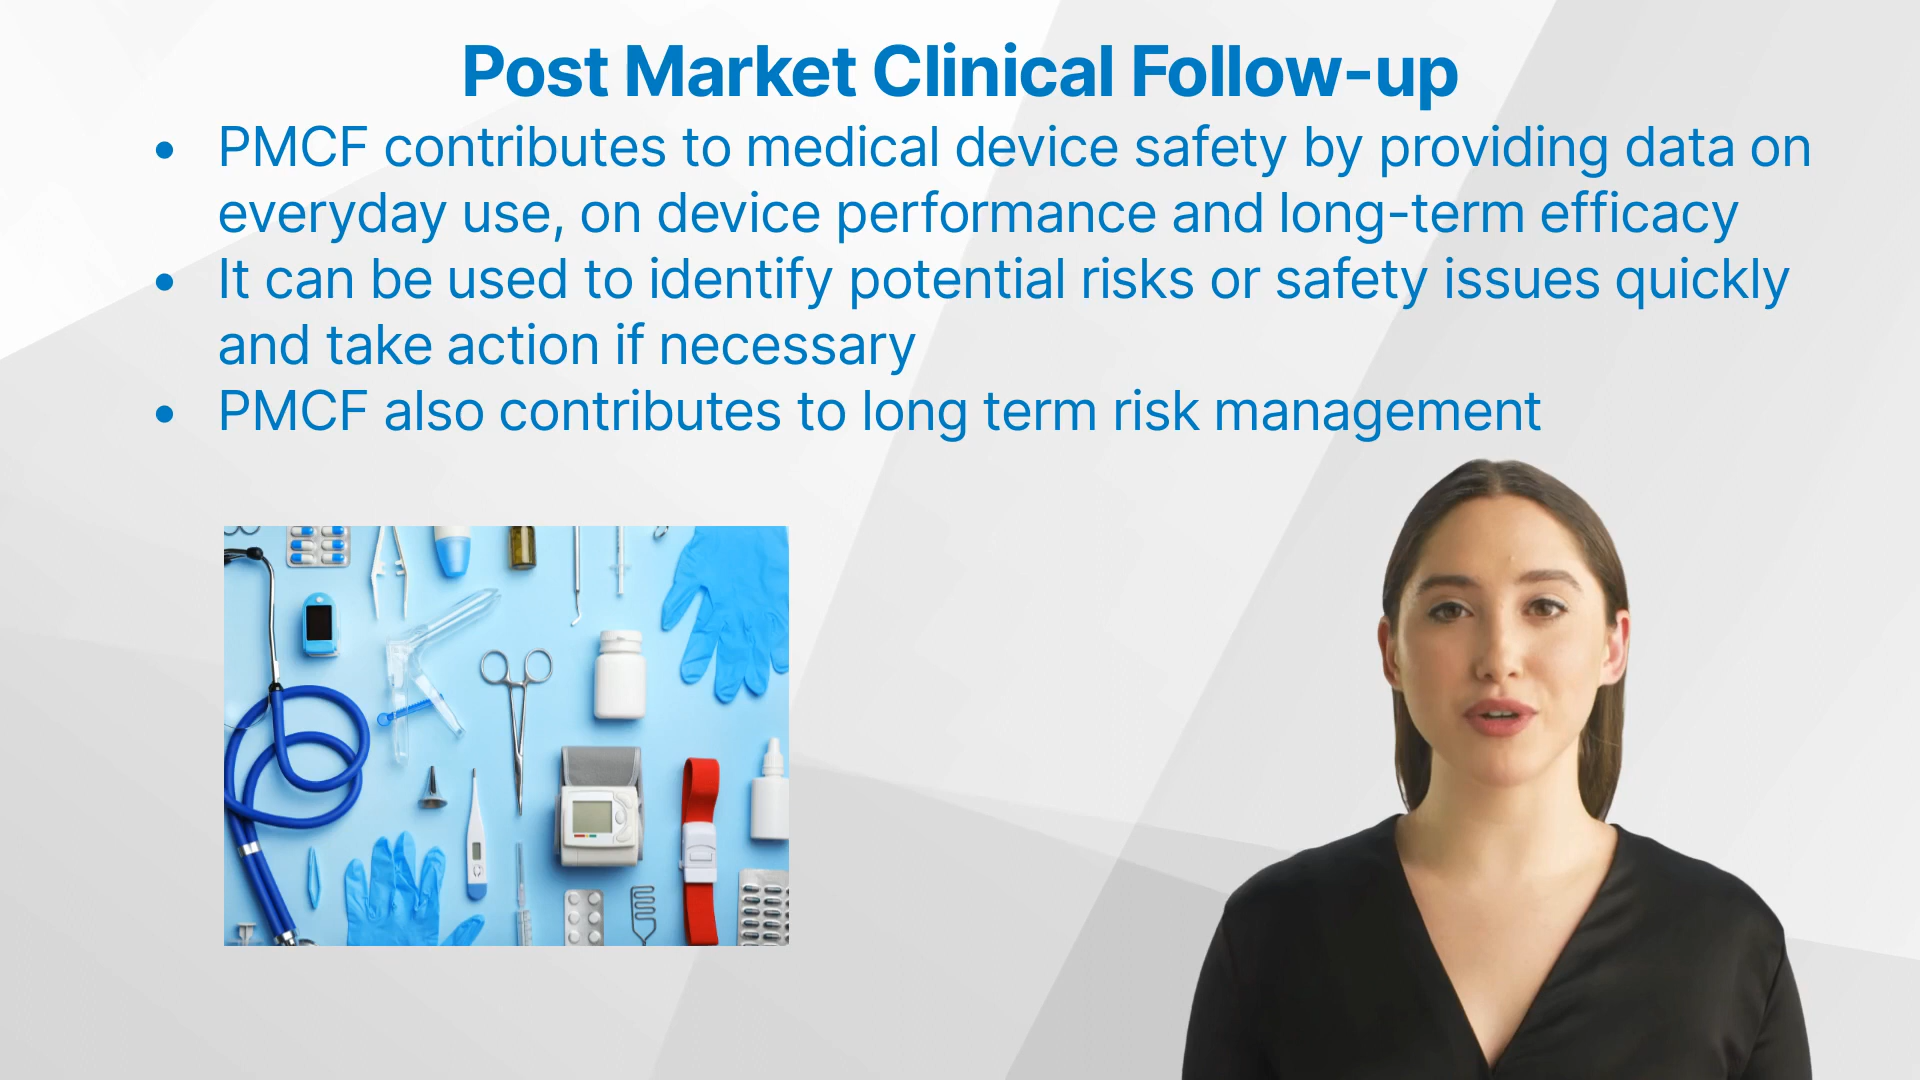 Post Market Clinical Follow-up
• PMCF contributes to medical device safety by providing data on
everyday use, on device performance and long-term efficacy
• It can be used to identify potential risks or safety issues quickly
and take action if necessary
• PMCF also contributes to long term risk management